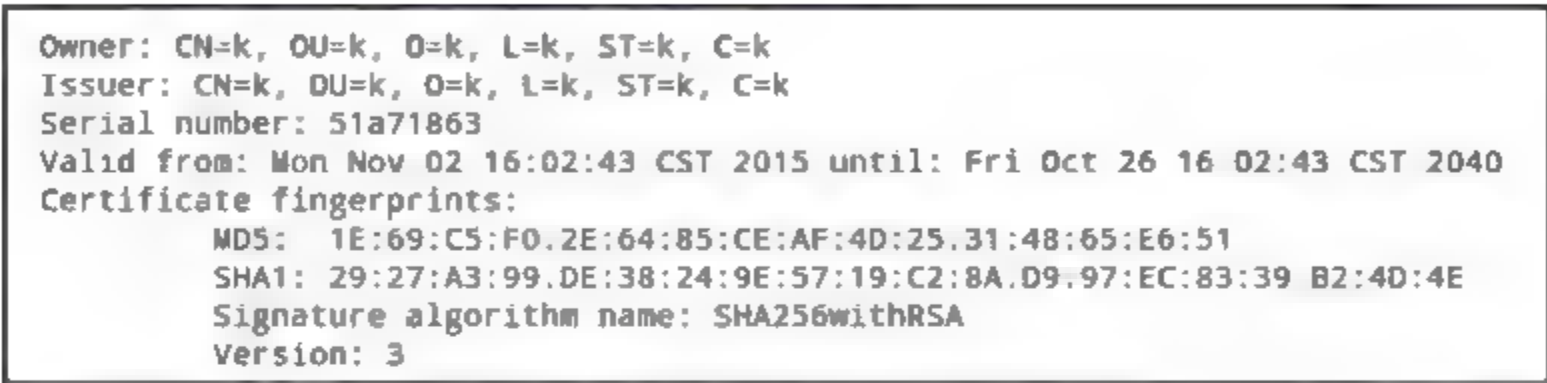 Owner: CN=k, OU=k, O=k, L=k, ST=k, C=k
Issuer: CN=k, OU=k, O=k, L=k, ST=k, C=k
Serial number: 51a71863
Valid from: Mon Nov 02 16:02:43 CST 2015 until: Fri Oct 26 16 02:43 CST 2040
Certificate fingerprints:
MD5: 1E:69:C5:F0.2E:64:85:CE:AF:4D:25.31:48:65:E6:51
SHA1: 29:27:A3:99.DE:38:24:9E:57:19:C2:8A.D9.97:EC:83:39 B2:4D:4E
Signature algorithm name: SHA256withRSA
Version: 3